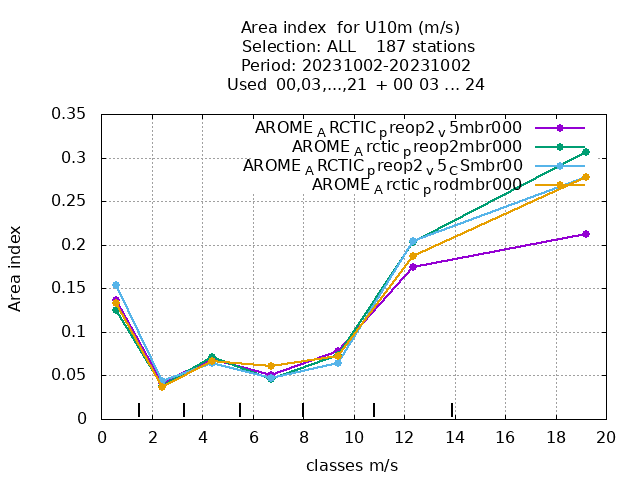 Area index for U10m (m/s)
Selection: ALL 187 stations
Period: 20231002-20231002
Used 00,03,...,21 + 00 03 ... 24
0.35
0.3
0.25
0.2
0.15
0.1
0.05
0
Area index
AROME_ARCTIC_preop2_v5mbr000
AROME_Arctic_preop2mbr000
AROME_ARCTIC_preop2_v5_CSmbr00
AROME_Arctic_prodmbr000
0 2 4 6 8 10 12 14 16 18 20
classes m/s